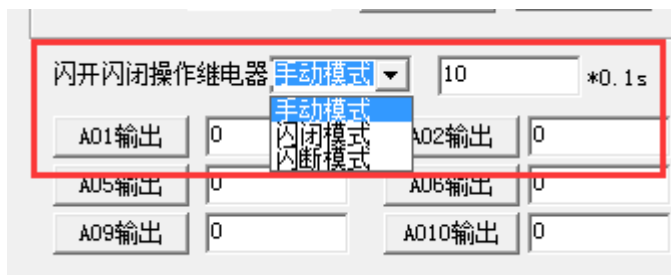 闪开闪闭操作继电器 手动模式 10 *0.1s
手动模式
闪闭模式
闪断模式
A01输出 0 A02输出 0
A05输出 0 A06输出 0
A09输出 0 A010输出 0